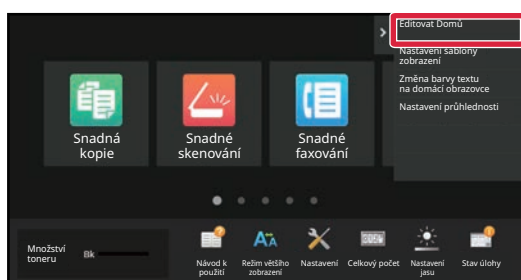 Editovat Domů
Nastavení šablony
zobrazení
Změna barvy textu
na domácí obrazovce
Nastavení průhlednosti
Snadná
kopie
Snadné
skenování
Snadné
faxování
Množství
toneru
Bk
Návod k
použití
Režim většího
zobrazení
Nastavení
Celkový počet
Nastavení
jasu
Stav úlohy